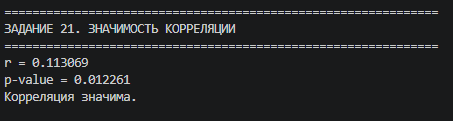 ============================================================
ЗАДАНИЕ 21. ЗНАЧИМОСТЬ КОРРЕЛЯЦИИ
============================================================
r = 0.113069
p-value = 0.012261
Корреляция значима.